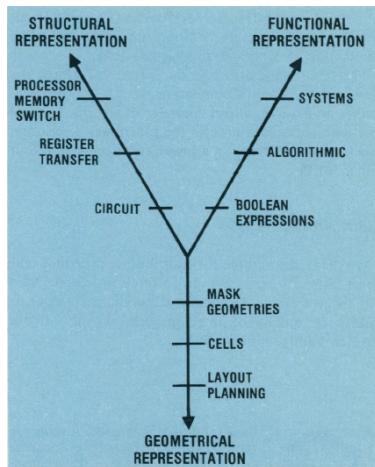 STRUCTURAL
REPRESENTATION
FUNCTIONAL
REPRESENTATION
PROCESSOR
MEMORY
SWITCH
SYSTEMS
REGISTER
TRANSFER
ALGORITHMIC
CIRCUIT
BOOLEAN
EXPRESSIONS
MASK
GEOMETRIES
CELLS
LAYOUT
PLANNING
GEOMETRICAL
REPRESENTATION